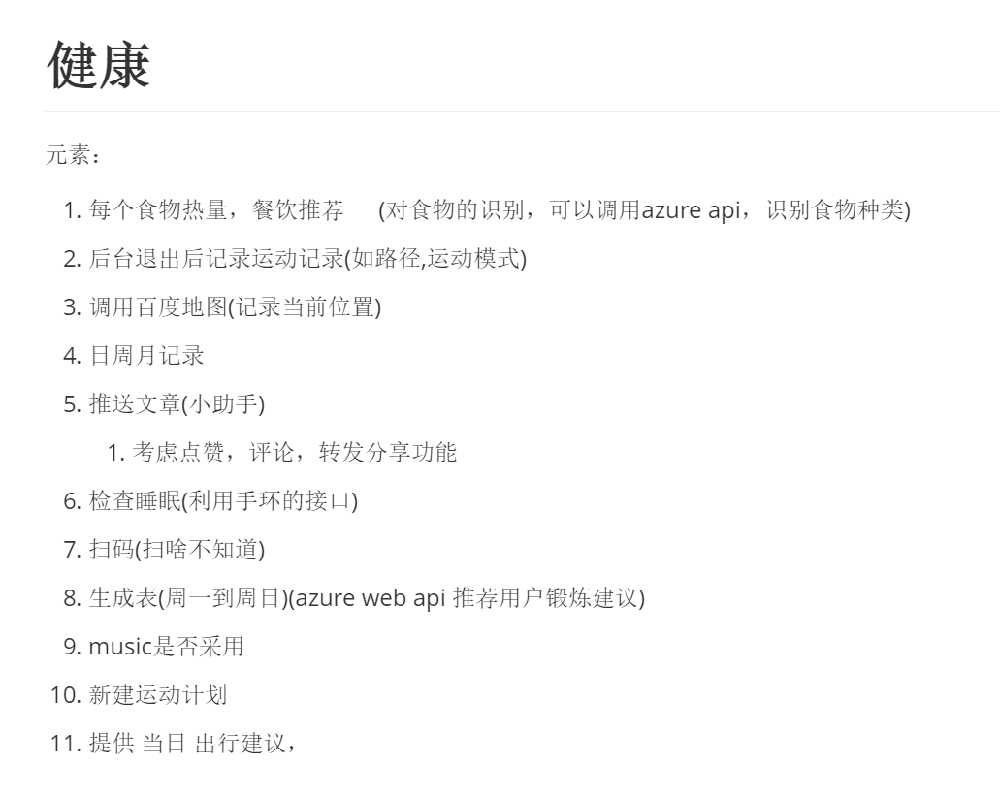 健康
元素：
1. 每个食物热量，餐饮推荐 (对食物的识别，可以调用azure api，识别食物种类)
2. 后台退出后记录运动记录(如路径,运动模式)
3. 调用百度地图(记录当前位置)
4. 日周月记录
5. 推送文章(小助手)
1. 考虑点赞，评论，转发分享功能
6. 检查睡眠(利用手环的接口)
7. 扫码(扫啥不知道)
8. 生成表(周一到周日)(azure web api 推荐用户锻炼建议)
9. music是否采用
10. 新建运动计划
11. 提供 当日 出行建议，